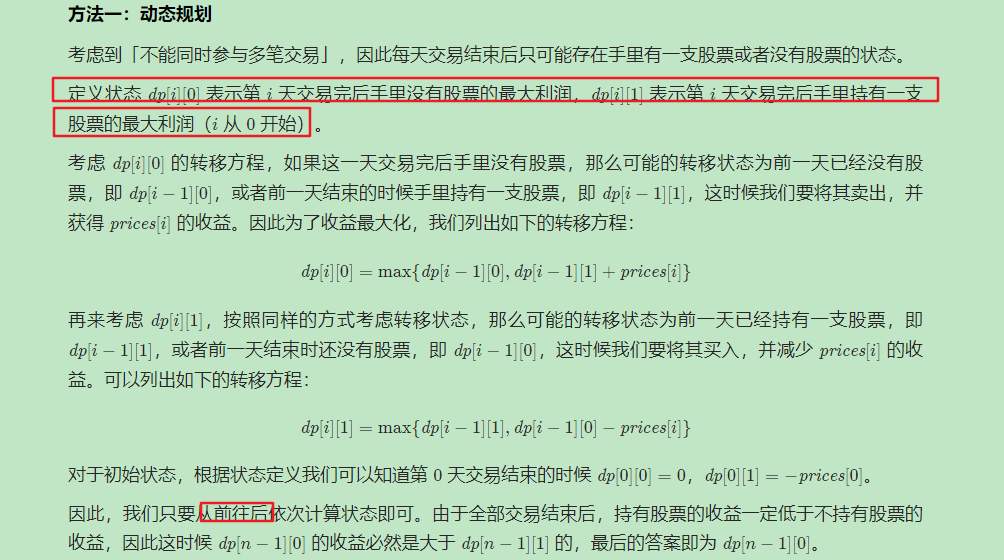 方法一：动态规划
考虑到「不能同时参与多笔交易」，因此每天交易结束后只可能存在手里有一支股票或者没有股票的状态。
定义状态 dp[i][0] 表示第 i 天交易完后手里没有股票的最大利润，dp[i][1] 表示第 i 天交易完后手里持有一支
股票的最大利润（i 从 0 开始）。
考虑 dp[i][0] 的转移方程，如果这一天交易完后手里没有股票，那么可能的转移状态为前一天已经没有股
票，即 dp[i − 1][0]，或者前一天结束的时候手里持有一支股票，即 dp[i − 1][1]，这时候我们要将其卖出，并
获得 prices[i] 的收益。因此为了收益最大化，我们列出如下的转移方程：
dp[i][0] = max{dp[i − 1][0], dp[i − 1][1] + prices[i]}
再来考虑 dp[i][1]，按照同样的方式考虑转移状态，那么可能的转移状态为前一天已经持有一支股票，即
dp[i − 1][1]，或者前一天结束时还没有股票，即 dp[i − 1][0]，这时候我们要将其买入，并减少 prices[i] 的收
益。可以列出如下的转移方程：
dp[i][1] = max{dp[i − 1][1], dp[i − 1][0] − prices[i]}
对于初始状态，根据状态定义我们可以知道第 0 天交易结束的时候 dp[0][0] = 0，dp[0][1] = −prices[0]。
因此，我们只要从前往后依次计算状态即可。由于全部交易结束后，持有股票的收益一定低于不持有股票的
收益，因此这时候 dp[n − 1][0] 的收益必然是大于 dp[n − 1][1] 的，最后的答案即为 dp[n − 1][0]。